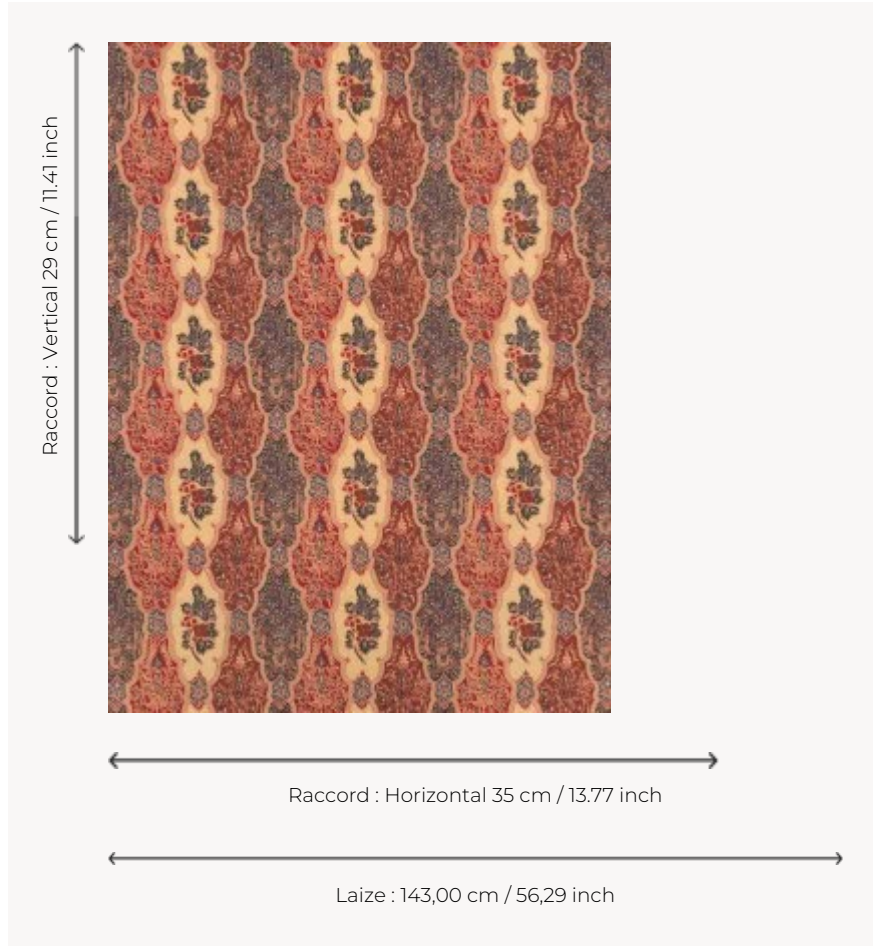 Raccord : Vertical 29 cm / 11.41 inch
Raccord : Horizontal 35 cm / 13.77 inch
Laize : 143,00 cm / 56,29 inch